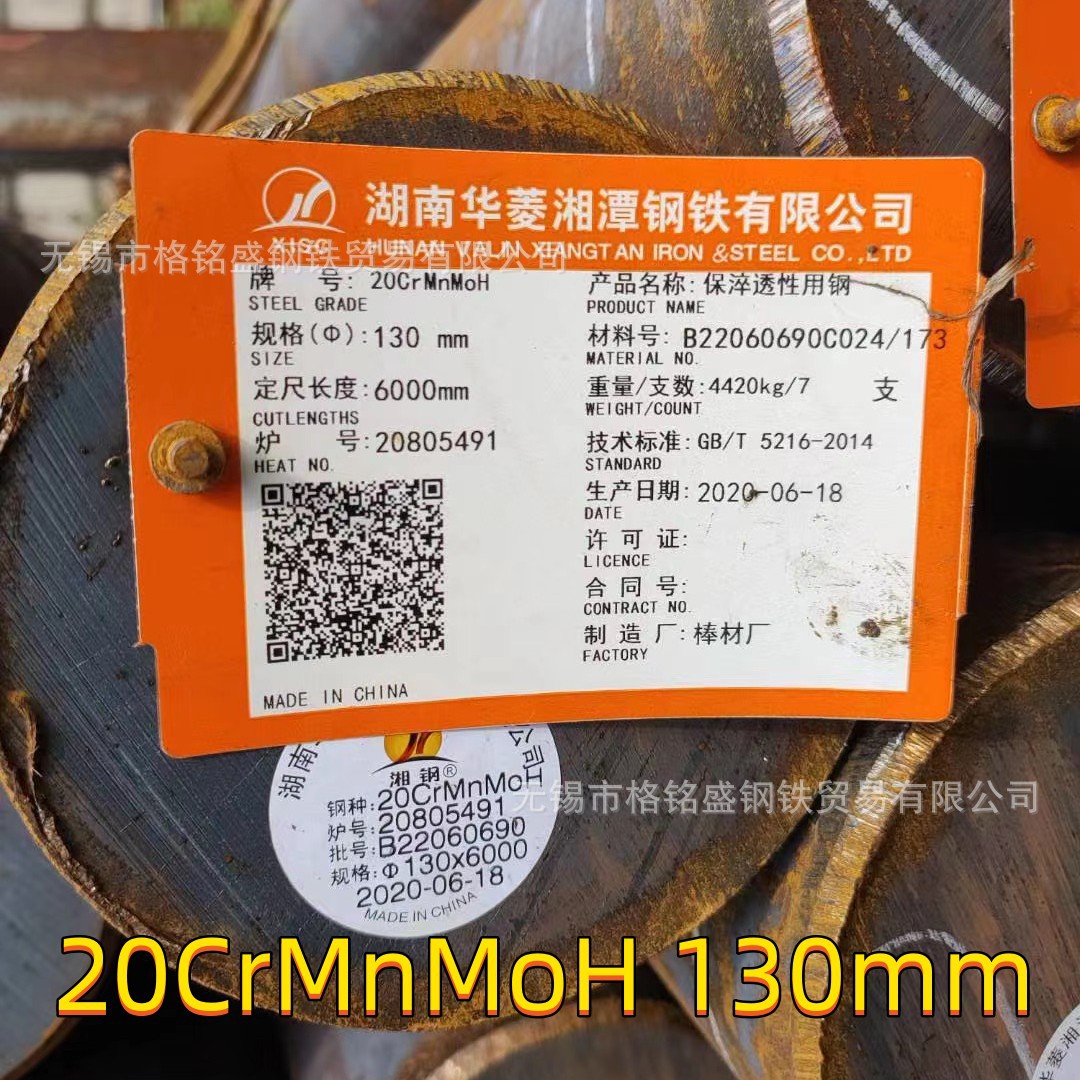 湖南华菱湘潭钢铁有限公司
XISC HUNAN VALIN XIANGTAN IRON &STEEL CO.,LTD
无锡市格铭盛钢铁贸易有限公司
牌 号: 20CrMnMoH
STEEL GRADE
规格(Φ): 130 mm
SIZE
定尺长度: 6000mm
CUTLENGTHS
炉 号: 20805491
HEAT NO.
MADE IN CHINA
产品名称: 保淬透性用钢
PRODUCT NAME
材料号: B22060690C024/173
MATERIAL NO.
重量/支数: 4420kg/7 支
WEIGHT/COUNT
技术标准: GB/T 5216-2014
STANDARD
生产日期: 2020-06-18
DATE
许 可 证:
LICENCE
合 同 号:
CONTRACT NO.
制 造 厂: 棒材厂
FACTORY
湖南 公司
湘钢®
钢种: 20CrMnMoH
炉号: 20805491
批号: B22060690
规格: Φ130x6000
2020-06-18
MADE IN CHINA
无锡市格铭盛钢铁贸易有限公司
20CrMnMoH 130mm
华菱湘